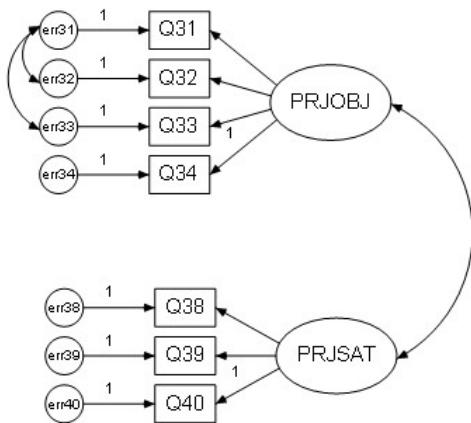 err31 1 Q31
err32 1 Q32
PRJOBJ
err33 1 Q33
1
err34 1 Q34
err38 1 Q38
err39 1 Q39 PRJSAT
1
err40 1 Q40